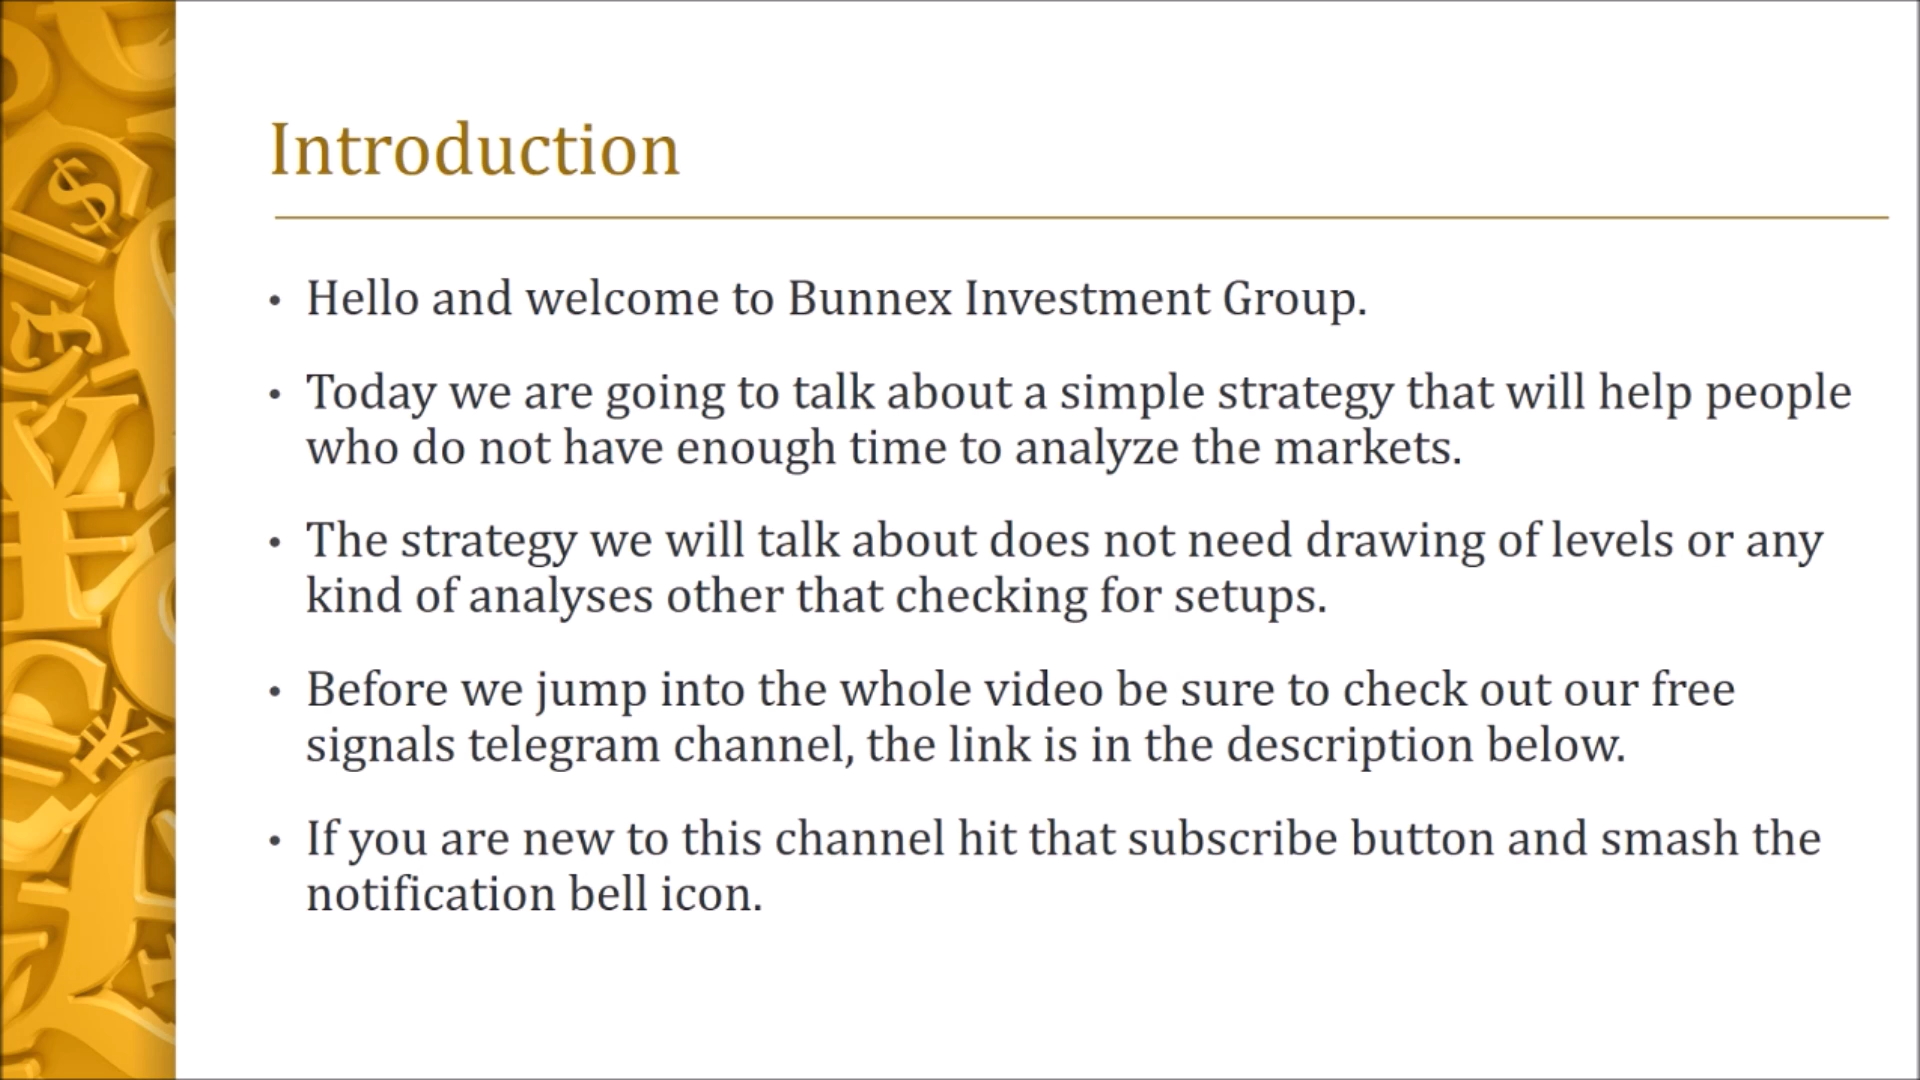 Introduction
• Hello and welcome to Bunnex Investment Group.
• Today we are going to talk about a simple strategy that will help people
who do not have enough time to analyze the markets.
• The strategy we will talk about does not need drawing of levels or any
kind of analyses other that checking for setups.
• Before we jump into the whole video be sure to check out our free
signals telegram channel, the link is in the description below.
• If you are new to this channel hit that subscribe button and smash the
notification bell icon.